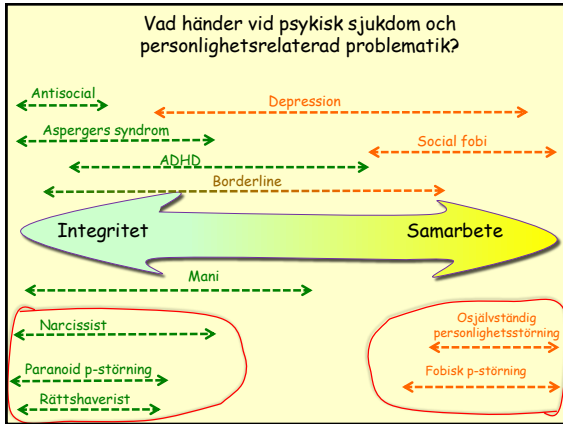 Vad händer vid psykisk sjukdom och
personlighetsrelaterad problematik?
Antisocial
Depression
Aspergers syndrom
Social fobi
ADHD
Borderline
Integritet
Samarbete
Mani
Narcissist
Osjälvständig
personlighetsstörning
Paranoid p-störning
Fobisk p-störning
Rättshaverist